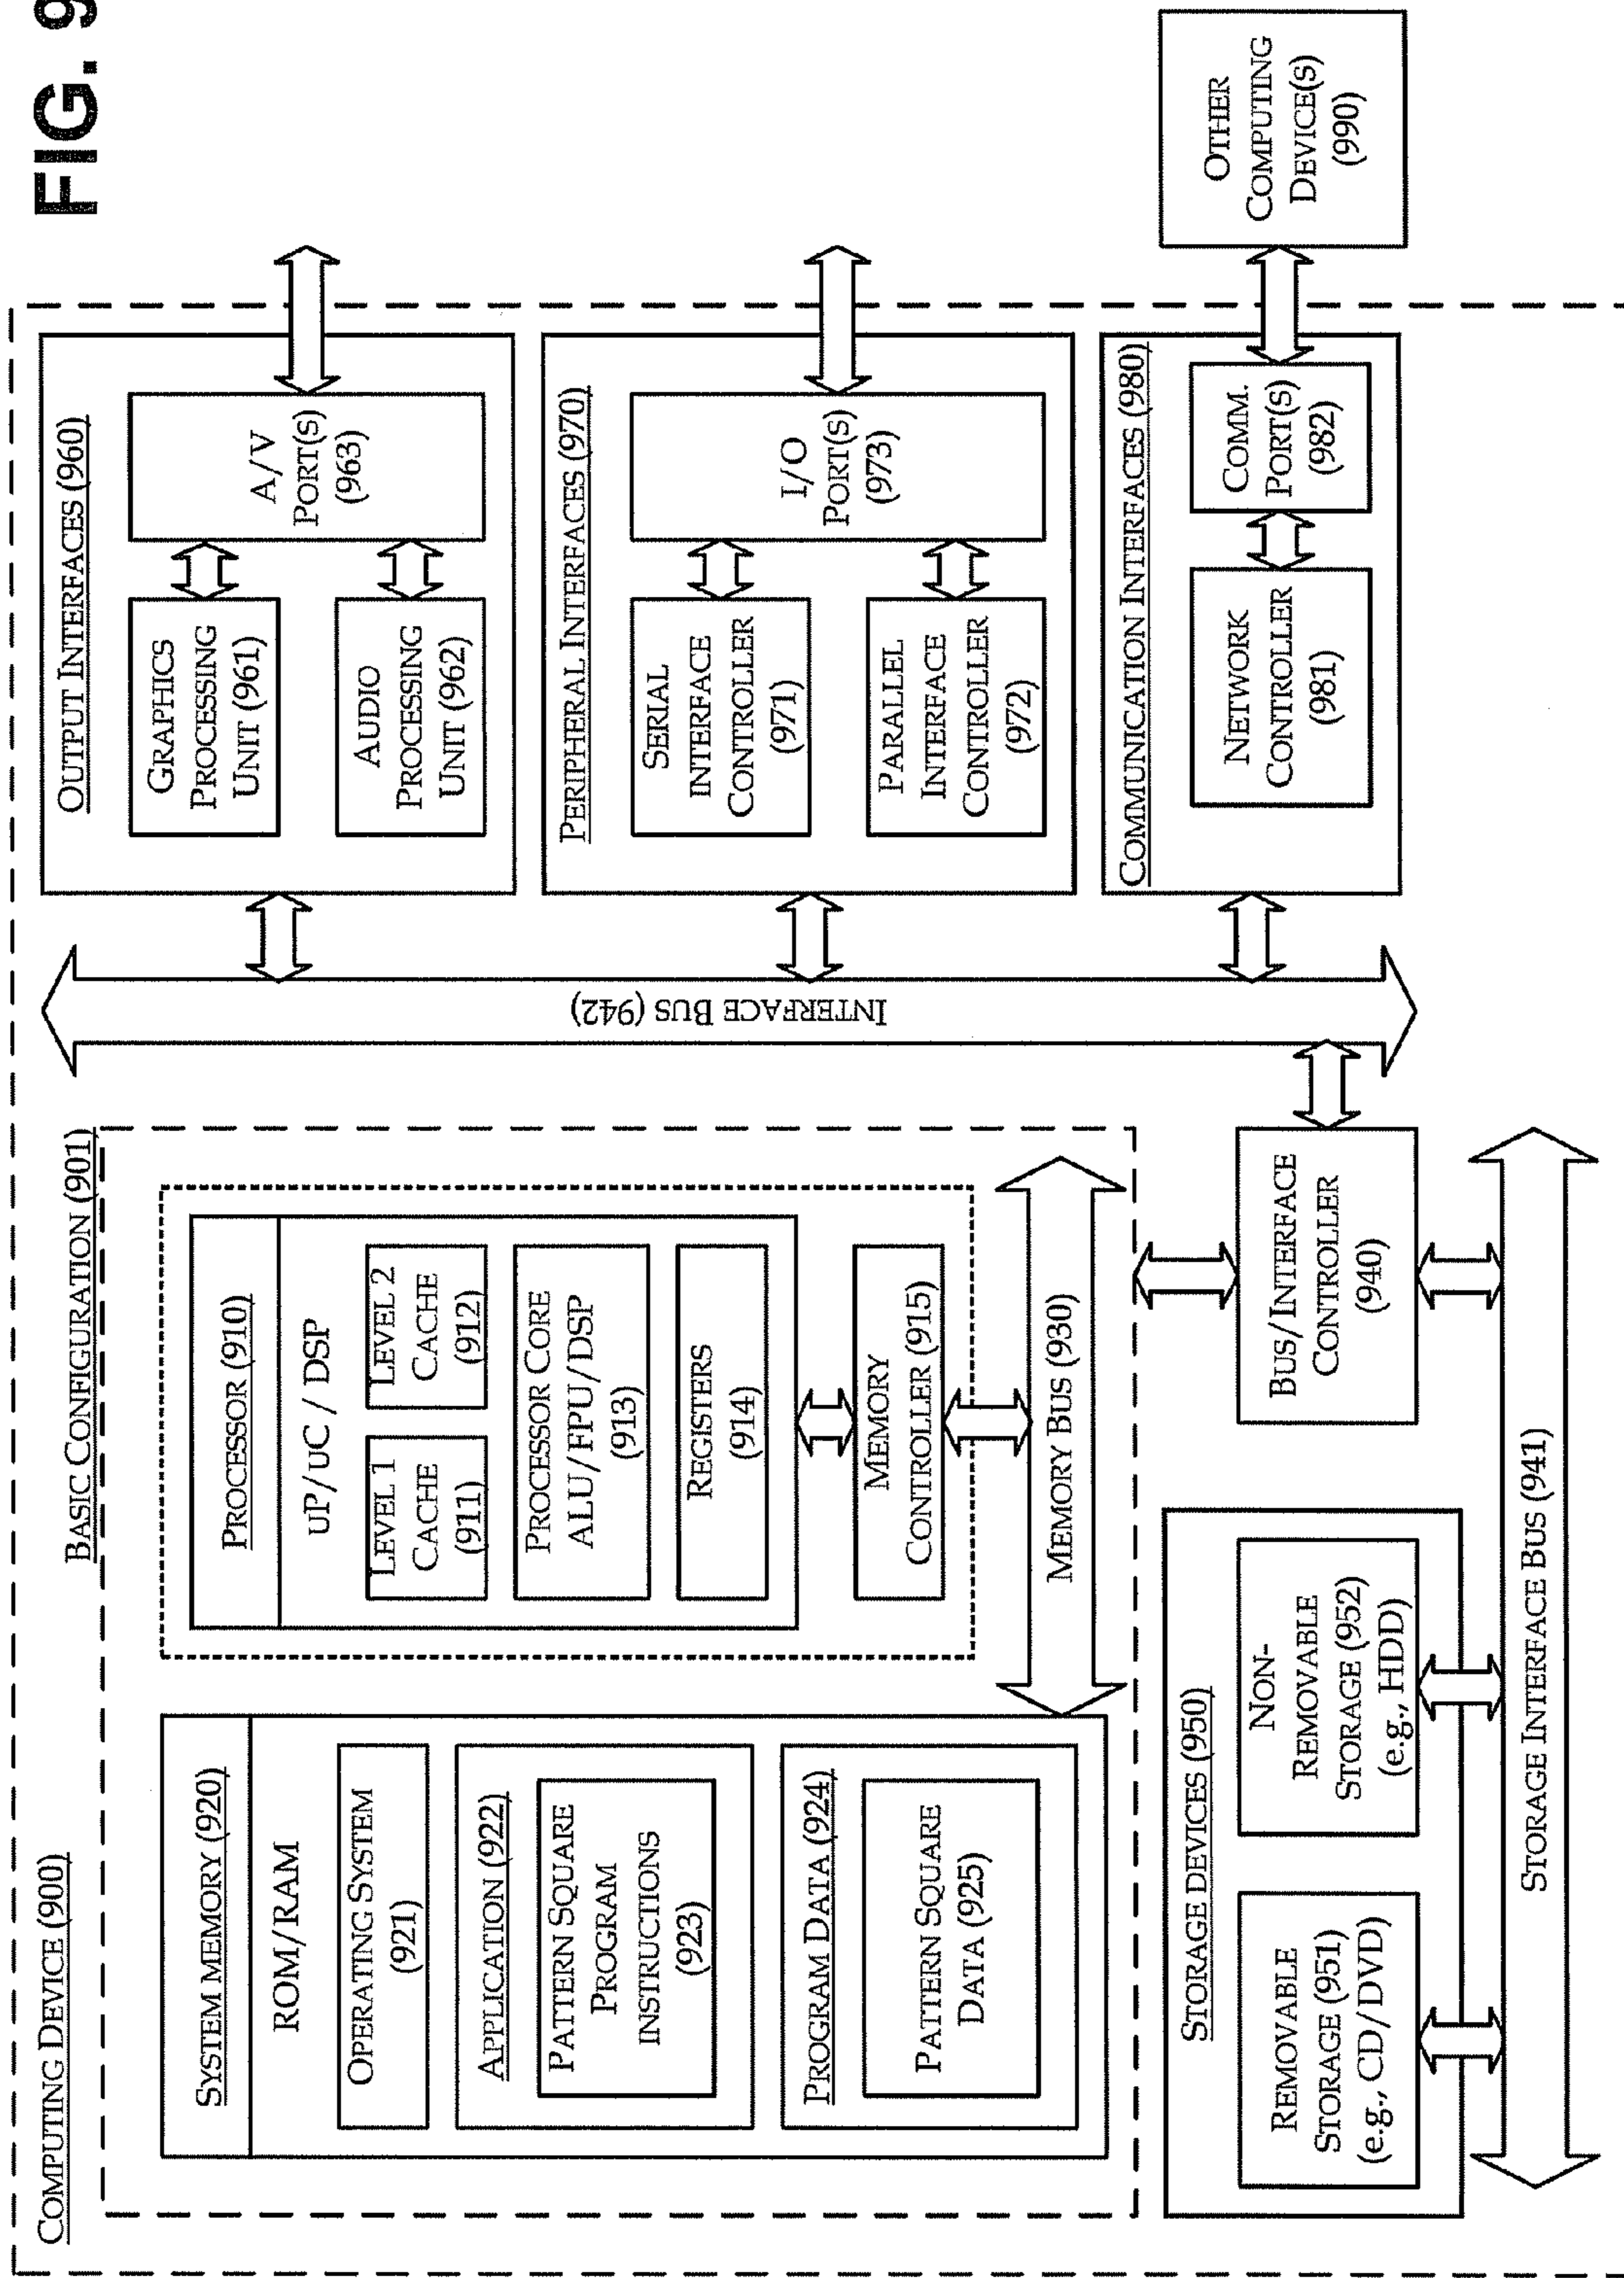 FIG. 9
COMPUTING DEVICE (900)
BASIC CONFIGURATION (901)
SYSTEM MEMORY (920)
ROM/RAM
OPERATING SYSTEM
(921)
APPLICATION (922)
PATTERN SQUARE
PROGRAM
INSTRUCTIONS
(923)
PROGRAM DATA (924)
PATTERN SQUARE
DATA (925)
PROCESSOR (910)
uP/uC / DSP
LEVEL 1
CACHE
(911)
LEVEL 2
CACHE
(912)
PROCESSOR CORE
ALU/FPU/DSP
(913)
REGISTERS
(914)
MEMORY
CONTROLLER (915)
MEMORY BUS (930)
BUS/INTERFACE
CONTROLLER
(940)
STORAGE DEVICES (950)
REMOVABLE
STORAGE (951)
(e.g., CD/DVD)
NON-
REMOVABLE
STORAGE (952)
(e.g., HDD)
STORAGE INTERFACE BUS (941)
INTERFACE BUS (942)
OUTPUT INTERFACES (960)
GRAPHICS
PROCESSING
UNIT (961)
AUDIO
PROCESSING
UNIT (962)
A/V
PORT(S)
(963)
PERIPHERAL INTERFACES (970)
SERIAL
INTERFACE
CONTROLLER
(971)
PARALLEL
INTERFACE
CONTROLLER
(972)
I/O
PORT(S)
(973)
COMMUNICATION INTERFACES (980)
NETWORK
CONTROLLER
(981)
COMM.
PORT(S)
(982)
OTHER
COMPUTING
DEVICE(S)
(990)